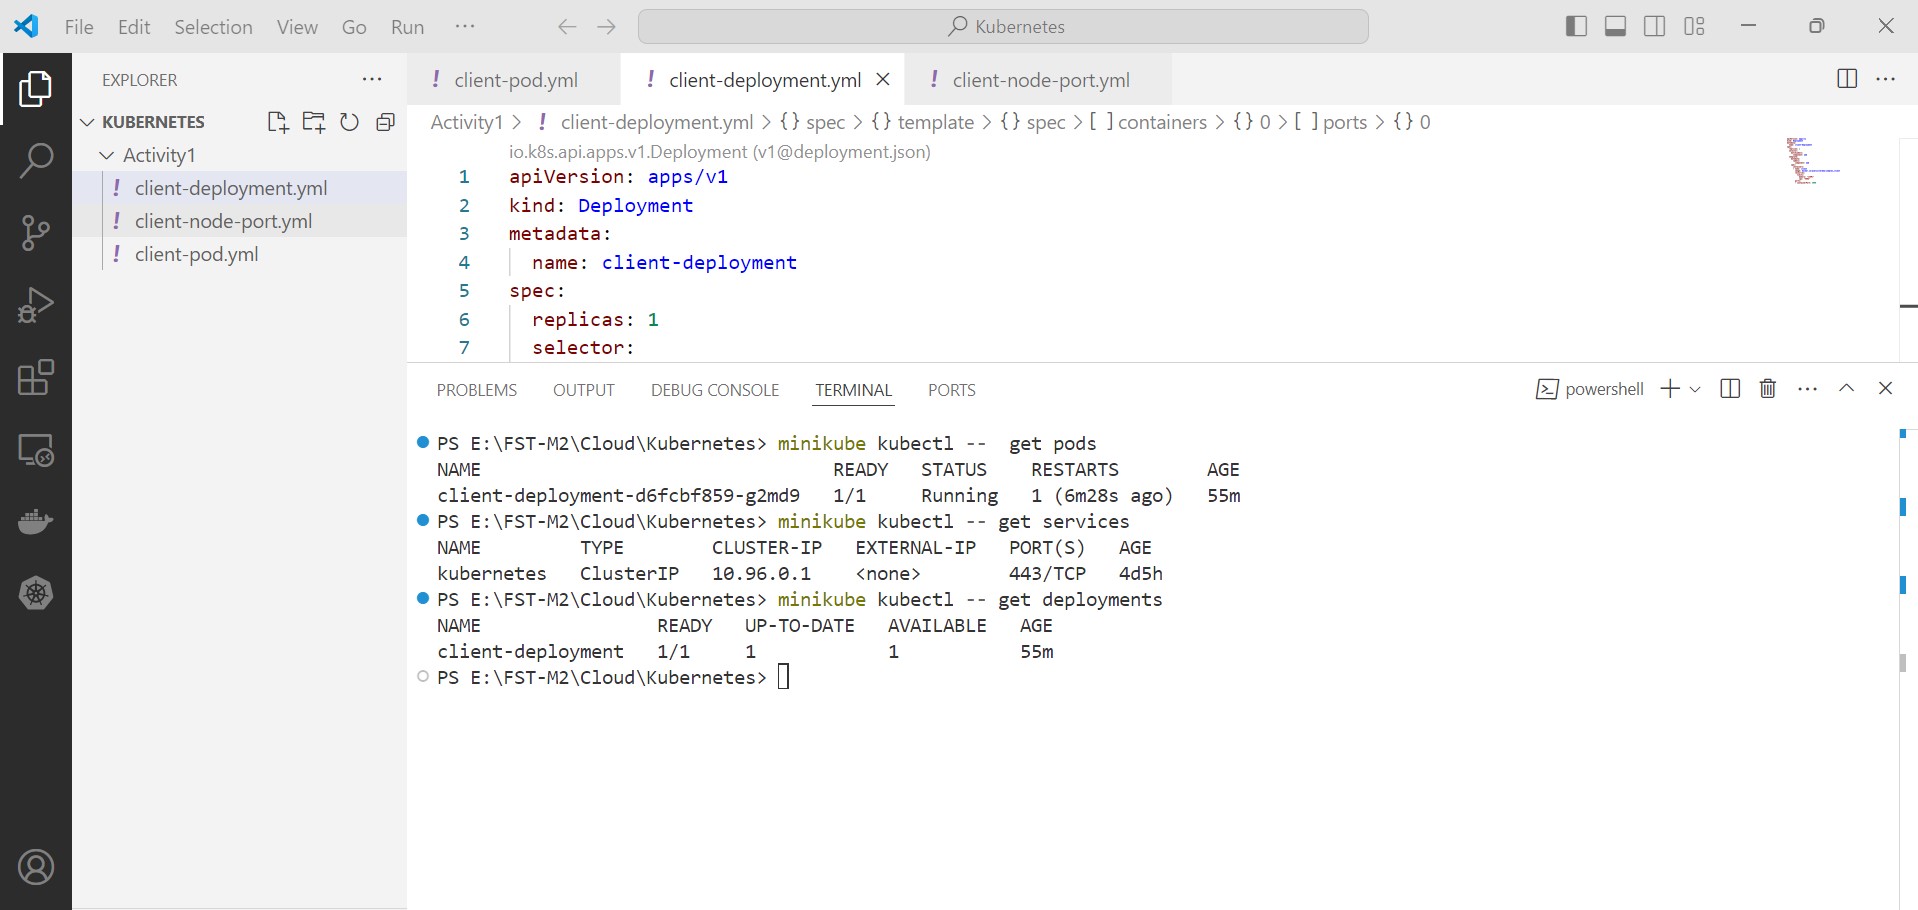 File Edit Selection View Go Run ···
Kubernetes
EXPLORER ···
KUBERNETES
Activity1
! client-deployment.yml
! client-node-port.yml
! client-pod.yml
! client-pod.yml ! client-deployment.yml ! client-node-port.yml ···
Activity1 > ! client-deployment.yml > {} spec > {} template > {} spec > [ ] containers > {} 0 > [ ] ports > {} 0
io.k8s.api.apps.v1.Deployment (v1@deployment.json)
1 apiVersion: apps/v1
2 kind: Deployment
3 metadata:
4 name: client-deployment
5 spec:
6 replicas: 1
7 selector:
PROBLEMS OUTPUT DEBUG CONSOLE TERMINAL PORTS powershell ···
PS E:\FST-M2\Cloud\Kubernetes> minikube kubectl --  get pods
NAME READY STATUS RESTARTS AGE
client-deployment-d6fcbf859-g2md9 1/1 Running 1 (6m28s ago) 55m
PS E:\FST-M2\Cloud\Kubernetes> minikube kubectl -- get services
NAME TYPE CLUSTER-IP EXTERNAL-IP PORT(S) AGE
kubernetes ClusterIP 10.96.0.1 <none> 443/TCP 4d5h
PS E:\FST-M2\Cloud\Kubernetes> minikube kubectl -- get deployments
NAME READY UP-TO-DATE AVAILABLE AGE
client-deployment 1/1 1 1 55m
PS E:\FST-M2\Cloud\Kubernetes>